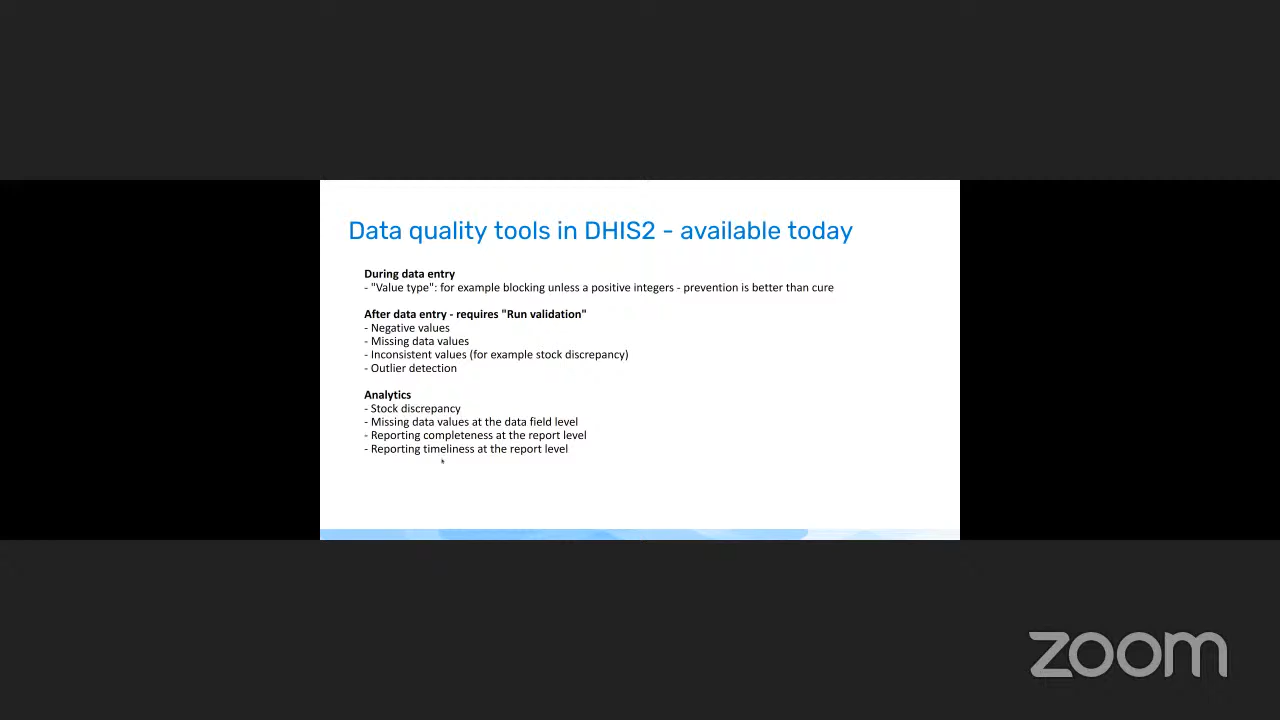 Data quality tools in DHIS2 - available today
During data entry
- "Value type": for example blocking unless a positive integers - prevention is better than cure
After data entry - requires "Run validation"
- Negative values
- Missing data values
- Inconsistent values (for example stock discrepancy)
- Outlier detection
Analytics
- Stock discrepancy
- Missing data values at the data field level
- Reporting completeness at the report level
- Reporting timeliness at the report level
zoom